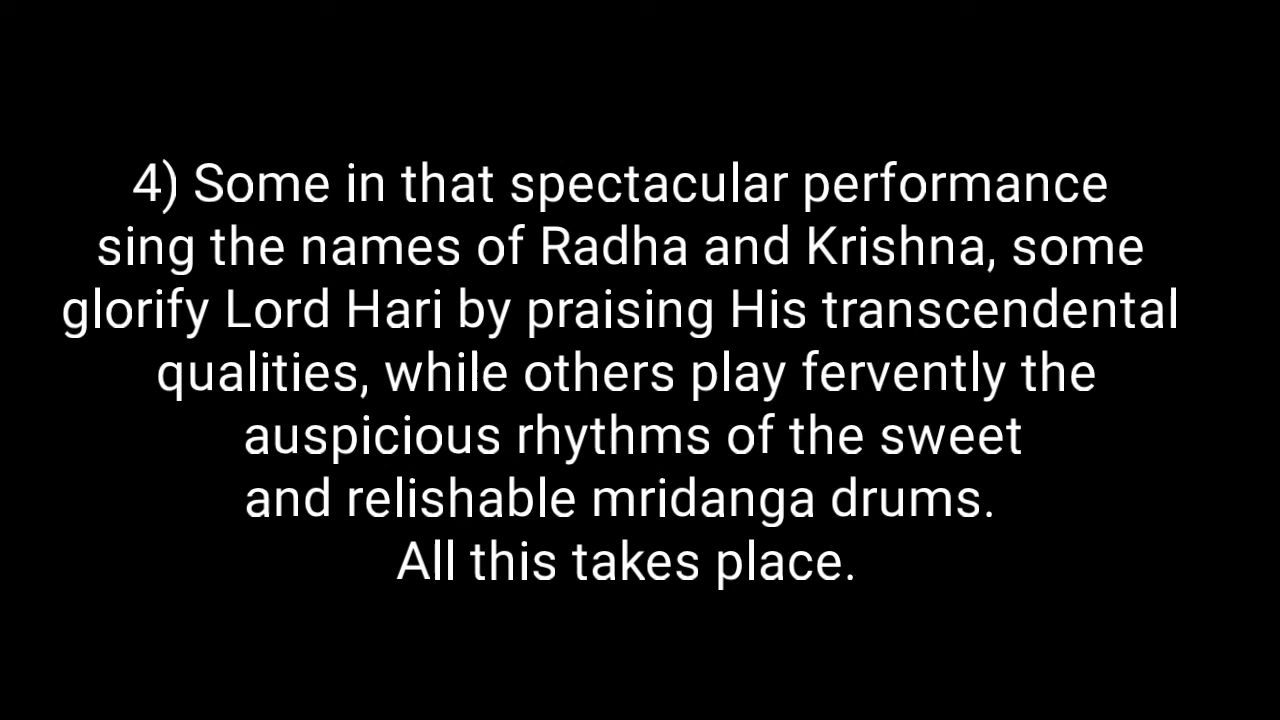 4) Some in that spectacular performance
sing the names of Radha and Krishna, some
glorify Lord Hari by praising His transcendental
qualities, while others play fervently the
auspicious rhythms of the sweet
and relishable mridanga drums.
All this takes place.